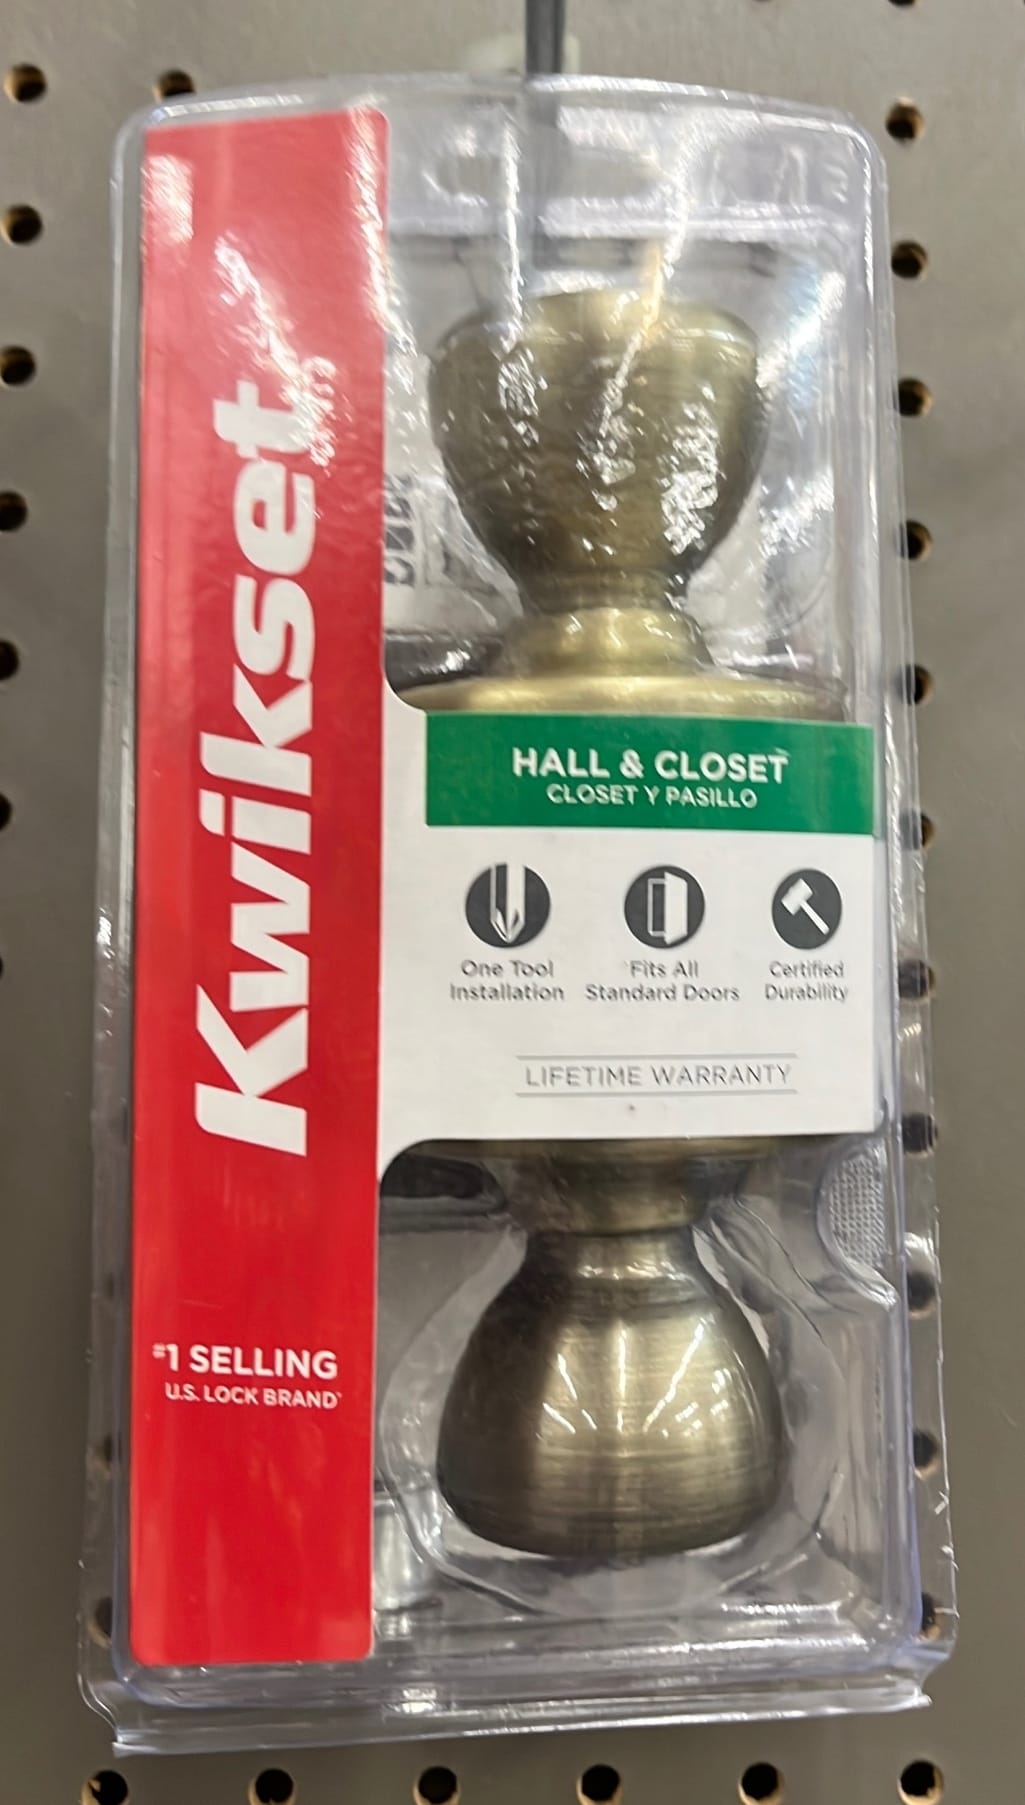 Kwikset
#1 SELLING
U.S. LOCK BRAND
HALL & CLOSET
CLOSET Y PASILLO
One Tool
Installation
Fits All
Standard Doors
Certified
Durability
LIFETIME WARRANTY